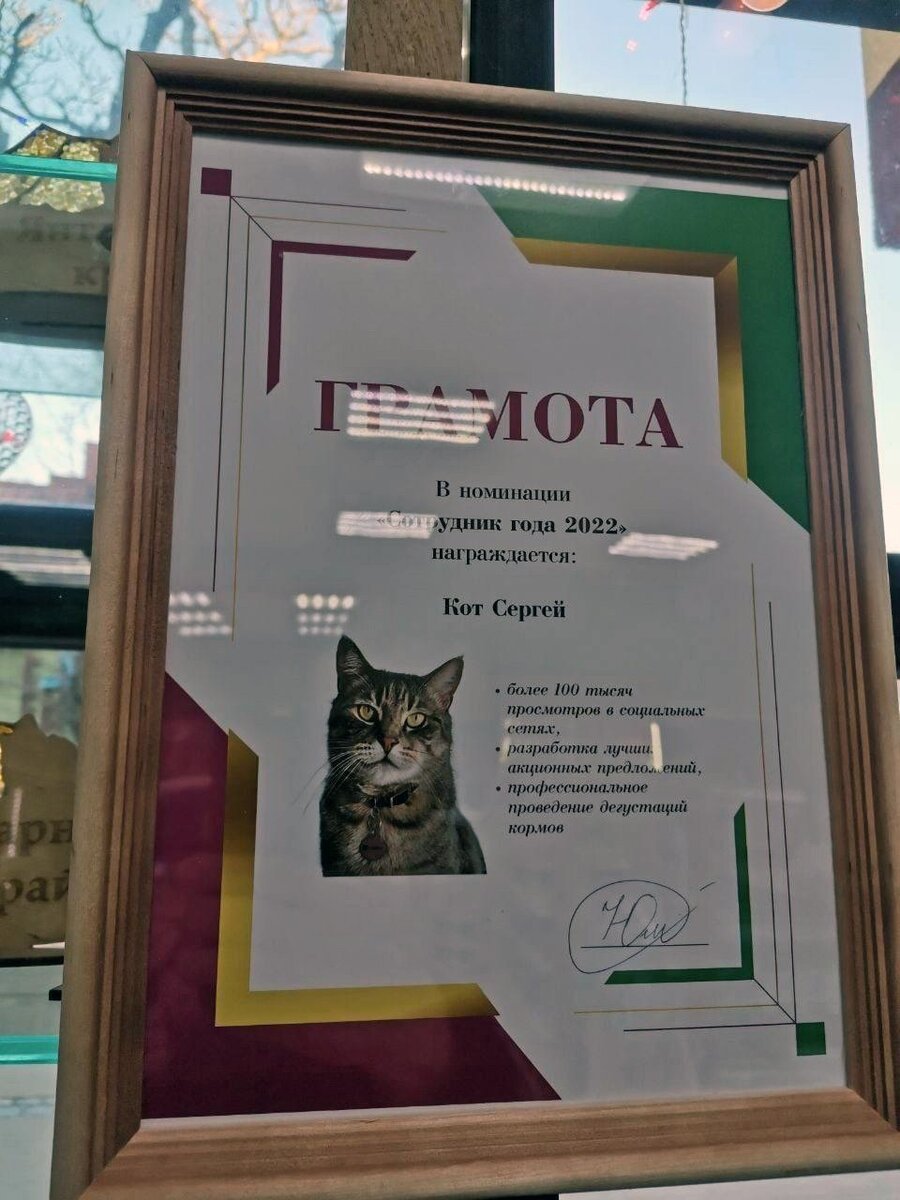 ГРАМОТА
В номинации
«Сотрудник года 2022»
награждается:
Кот Сергей
• более 100 тысяч
просмотров в социальных
сетях,
• разработка лучших
акционных предложений,
• профессиональное
проведение дегустаций
кормов